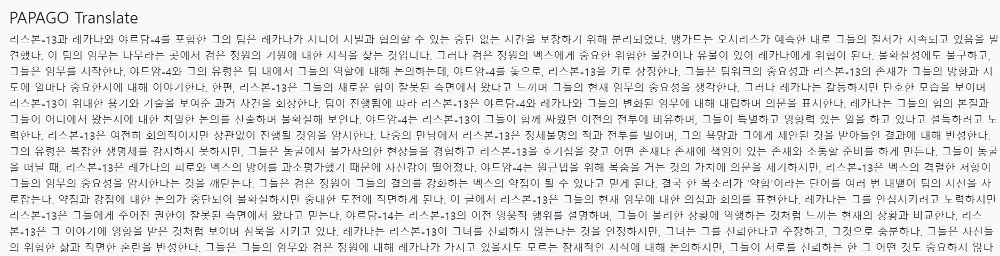 PAPAGO Translate
리스본-13과 레카나와 야르담-4를 포함한 그의 팀은 레카나가 시니어 시빌과 협의할 수 있는 중단 없는 시간을 보장하기 위해 분리되었다. 뱅가드는 오시리스가 예측한 대로 그들의 질서가 지속되고 있음을 발
견했다. 이 팀의 임무는 나무라는 곳에서 검은 정원의 기원에 대한 지식을 찾는 것입니다. 그러나 검은 정원의 벡스에게 중요한 위험한 물건이나 유물이 있어 레카나에게 위협이 된다. 불확실성에도 불구하고,
그들은 임무를 시작한다. 야드암-4와 그의 유령은 팀 내에서 그들의 역할에 대해 논의하는데, 야드암-4를 돛으로, 리스본-13을 키로 상징한다. 그들은 팀워크의 중요성과 리스본-13의 존재가 그들의 방향과 지
도에 얼마나 중요한지에 대해 이야기한다. 한편, 리스본-13은 그들의 새로운 힘이 잘못된 측면에서 왔다고 느끼며 그들의 현재 임무의 중요성을 생각한다. 그러나 레카나는 갈등하지만 단호한 모습을 보이며
리스본-13이 위대한 용기와 기술을 보여준 과거 사건을 회상한다. 팀이 진행됨에 따라 리스본-13은 야르담-4와 레카나와 그들의 변화된 임무에 대해 대립하며 의문을 표시한다. 레카나는 그들의 힘의 본질과
그들이 어디에서 왔는지에 대한 치열한 논의를 산출하며 불확실해 보인다. 야드암-4는 리스본-13이 그들이 함께 싸웠던 이전의 전투에 비유하며, 그들이 특별하고 영향력 있는 일을 하고 있다고 설득하려고 노
력한다. 리스본-13은 여전히 회의적이지만 상관없이 진행될 것임을 암시한다. 나중의 만남에서 리스본-13은 정체불명의 적과 전투를 벌이며, 그의 욕망과 그에게 제안된 것을 받아들인 결과에 대해 반성한다.
그의 유령은 복잡한 생명체를 감지하지 못하지만, 그들은 동굴에서 불가사의한 현상들을 경험하고 리스본-13을 호기심을 갖고 어떤 존재나 존재에 책임이 있는 존재와 소통할 준비를 하게 만든다. 그들이 동굴
을 떠날 때, 리스본-13은 레카나의 피로와 벡스의 방어를 과소평가했기 때문에 자신감이 떨어졌다. 야드암-4는 원근법을 위해 목숨을 거는 것의 가치에 의문을 제기하지만, 리스본-13은 벡스의 격렬한 저항이
그들의 임무의 중요성을 암시한다는 것을 깨닫는다. 그들은 검은 정원이 그들의 결의를 강화하는 벡스의 약점이 될 수 있다고 믿게 된다. 결국 한 목소리가 '약함'이라는 단어를 여러 번 내뱉어 팀의 시선을 사
로잡는다. 약점과 강점에 대한 논의가 중단되어 불확실하지만 중대한 도전에 직면하게 된다. 이 글에서 리스본-13은 그들의 현재 임무에 대한 의심과 회의를 표현한다. 레카나는 그를 안심시키려고 노력하지만
리스본-13은 그들에게 주어진 권한이 잘못된 측면에서 왔다고 믿는다. 야르담-14는 리스본-13의 이전 영웅적 행위를 설명하며, 그들이 불리한 상황에 역행하는 것처럼 느끼는 현재의 상황과 비교한다. 리스
본-13은 그 이야기에 영향을 받은 것처럼 보이며 침묵을 지키고 있다. 레카나는 리스본-13이 그녀를 신뢰하지 않는다는 것을 인정하지만, 그녀는 그를 신뢰한다고 주장하고, 그것으로 충분하다. 그들은 자신들
의 위험한 삶과 직면한 혼란을 반성한다. 그들은 그들의 임무와 검은 정원에 대해 레카나가 가지고 있을지도 모르는 잠재적인 지식에 대해 논의하지만, 그들이 서로를 신뢰하는 한 그 어떤 것도 중요하지 않다